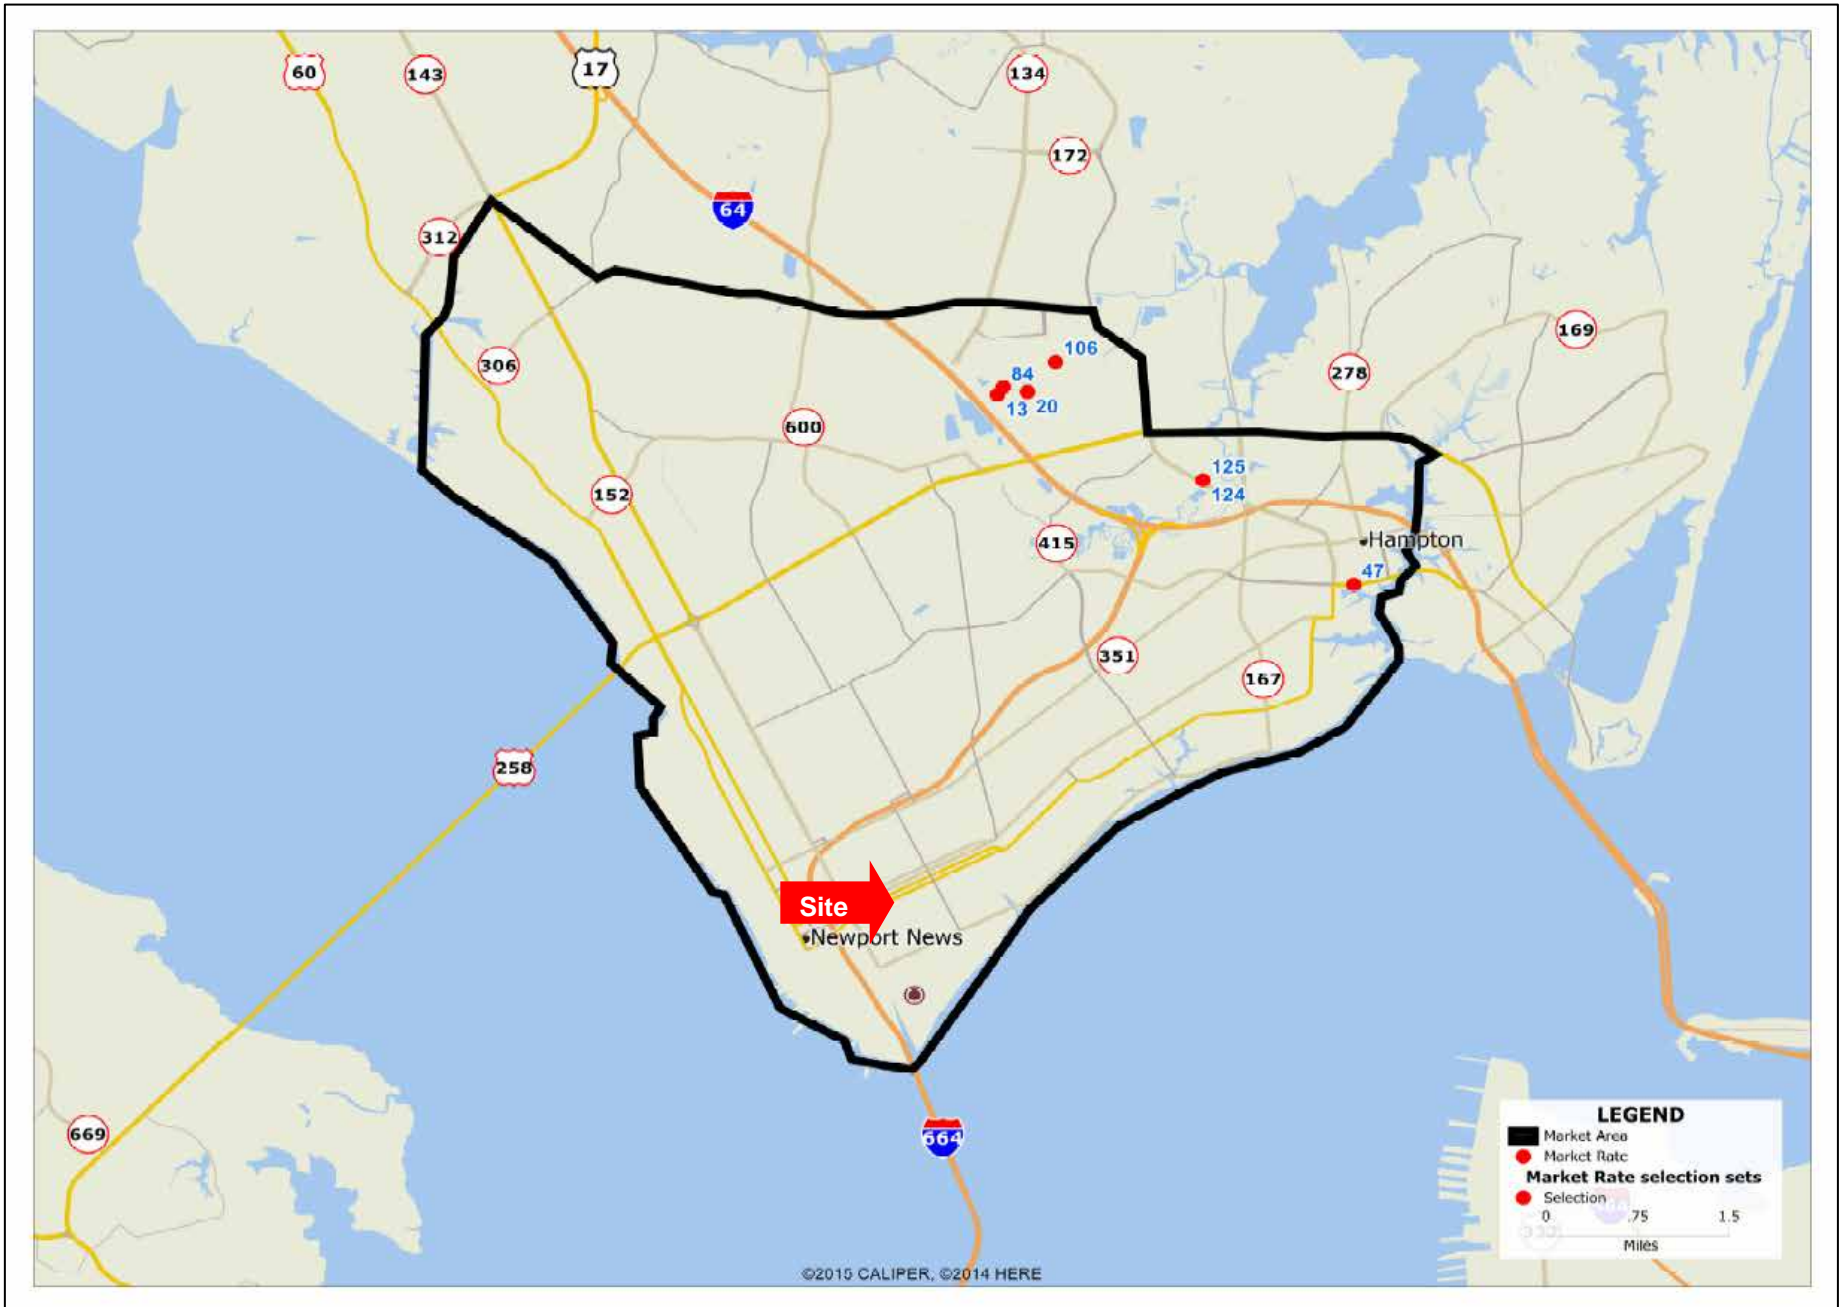 60
143
17
134
172
64
312
169
106
306
84
278
13
20
600
125
152
124
415
Hampton
47
351
167
258
Site
Newport News
664
669
LEGEND
Market Area
Market Rate
Market Rate selection sets
Selection
0 .75 1.5
Miles
©2015 CALIPER, ©2014 HERE